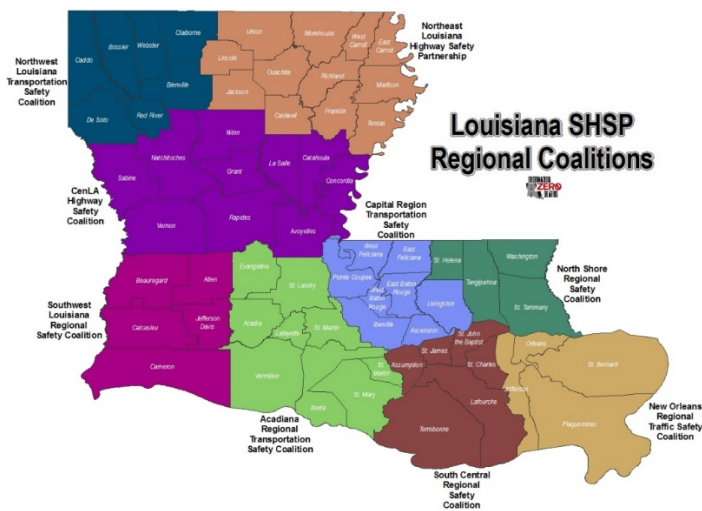 Union
Morehouse
West
Carrol
East
Carrol
Northeast
Louisiana
Highway Safety
Partnership
Claiborne
Webster
Bossier
Caddo
Lincoln
Ouachita
Richland
Madison
Northwest
Louisiana
Transportation
Safety
Coalition
Bienville
Jackson
Caldwell
Franklin
Tensas
De Soto
Red River
Louisiana SHSP
Regional Coalitions
DESTINATION
ZERO
DEATHS
Winn
Natchitoches
La Salle
Catahoula
Grant
Sabine
Concordia
CenLA
Highway
Safety
Coalition
Vernon
Rapides
Avoyelles
Capital Region
Transportation
Safety
Coalition
West
Feliciana
East
Feliciana
St. Helena
Washington
Evangeline
Beauregard
Allen
Pointe Coupee
East Baton
Rouge
West
Baton
Rouge
Livingston
Tangipahoa
North Shore
Regional
Safety
Coalition
St. Landry
St. Tammany
Southwest
Louisiana
Regional
Safety Coalition
Calcasieu
Jefferson
Davis
Acadia
Lafayette
St. Martin
Iberville
Ascension
St. John
the Baptist
Orleans
St. James
St. Bernard
Cameron
Vermilion
St.
Martin
Assumption
St. Charles
Jefferson
Iberia
St. Mary
Lafourche
Terrebonne
Plaquemines
New Orleans
Regional
Traffic Safety
Coalition
Acadiana
Regional
Transportation
Safety
Coalition
South Central
Regional
Safety
Coalition